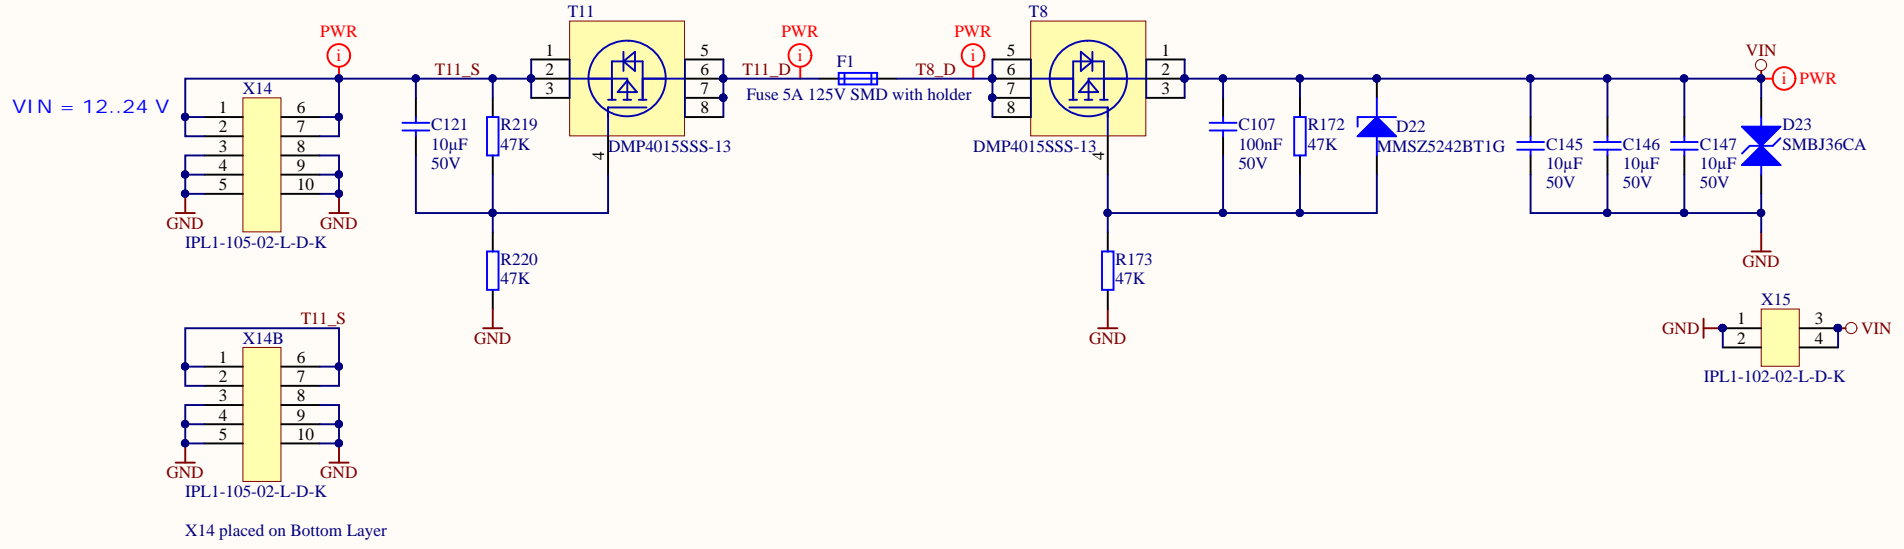 VIN = 12..24 V
PWR
i
X14
1
2
3
4
5
6
7
8
9
10
GND
GND
IPL1-105-02-L-D-K
T11_S
C121
10µF
50V
R219
47K
R220
47K
GND
T11
1
2
3
5
6
7
8
4
DMP4015SSS-13
PWR
i
T11_D
F1
Fuse 5A 125V SMD with holder
PWR
i
T8_D
T8
5
6
7
8
1
2
3
4
DMP4015SSS-13
R173
47K
GND
C107
100nF
50V
R172
47K
D22
MMSZ5242BT1G
C145
10µF
50V
C146
10µF
50V
C147
10µF
50V
VIN
i PWR
D23
SMBJ36CA
GND
T11_S
X14B
1
2
3
4
5
6
7
8
9
10
GND
GND
IPL1-105-02-L-D-K
X14 placed on Bottom Layer
X15
GND
1
2
3
4
VIN
IPL1-102-02-L-D-K